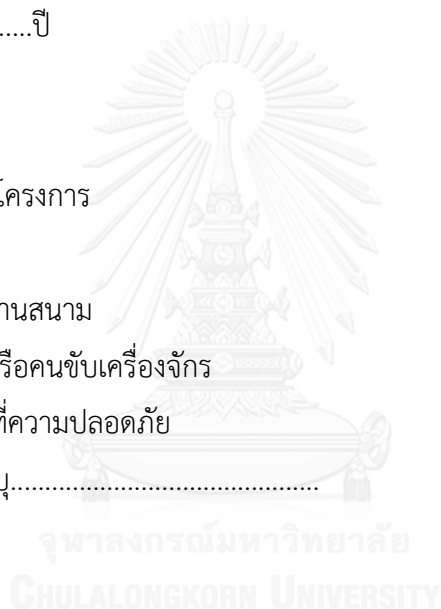 .....ปี
โครงการ
านสนาม
รือคนขับเครื่องจักร
ที่ความปลอดภัย
ุ.............................................
จุฬาลงกรณ์มหาวิทยาลัย
CHULALONGKORN UNIVERSITY